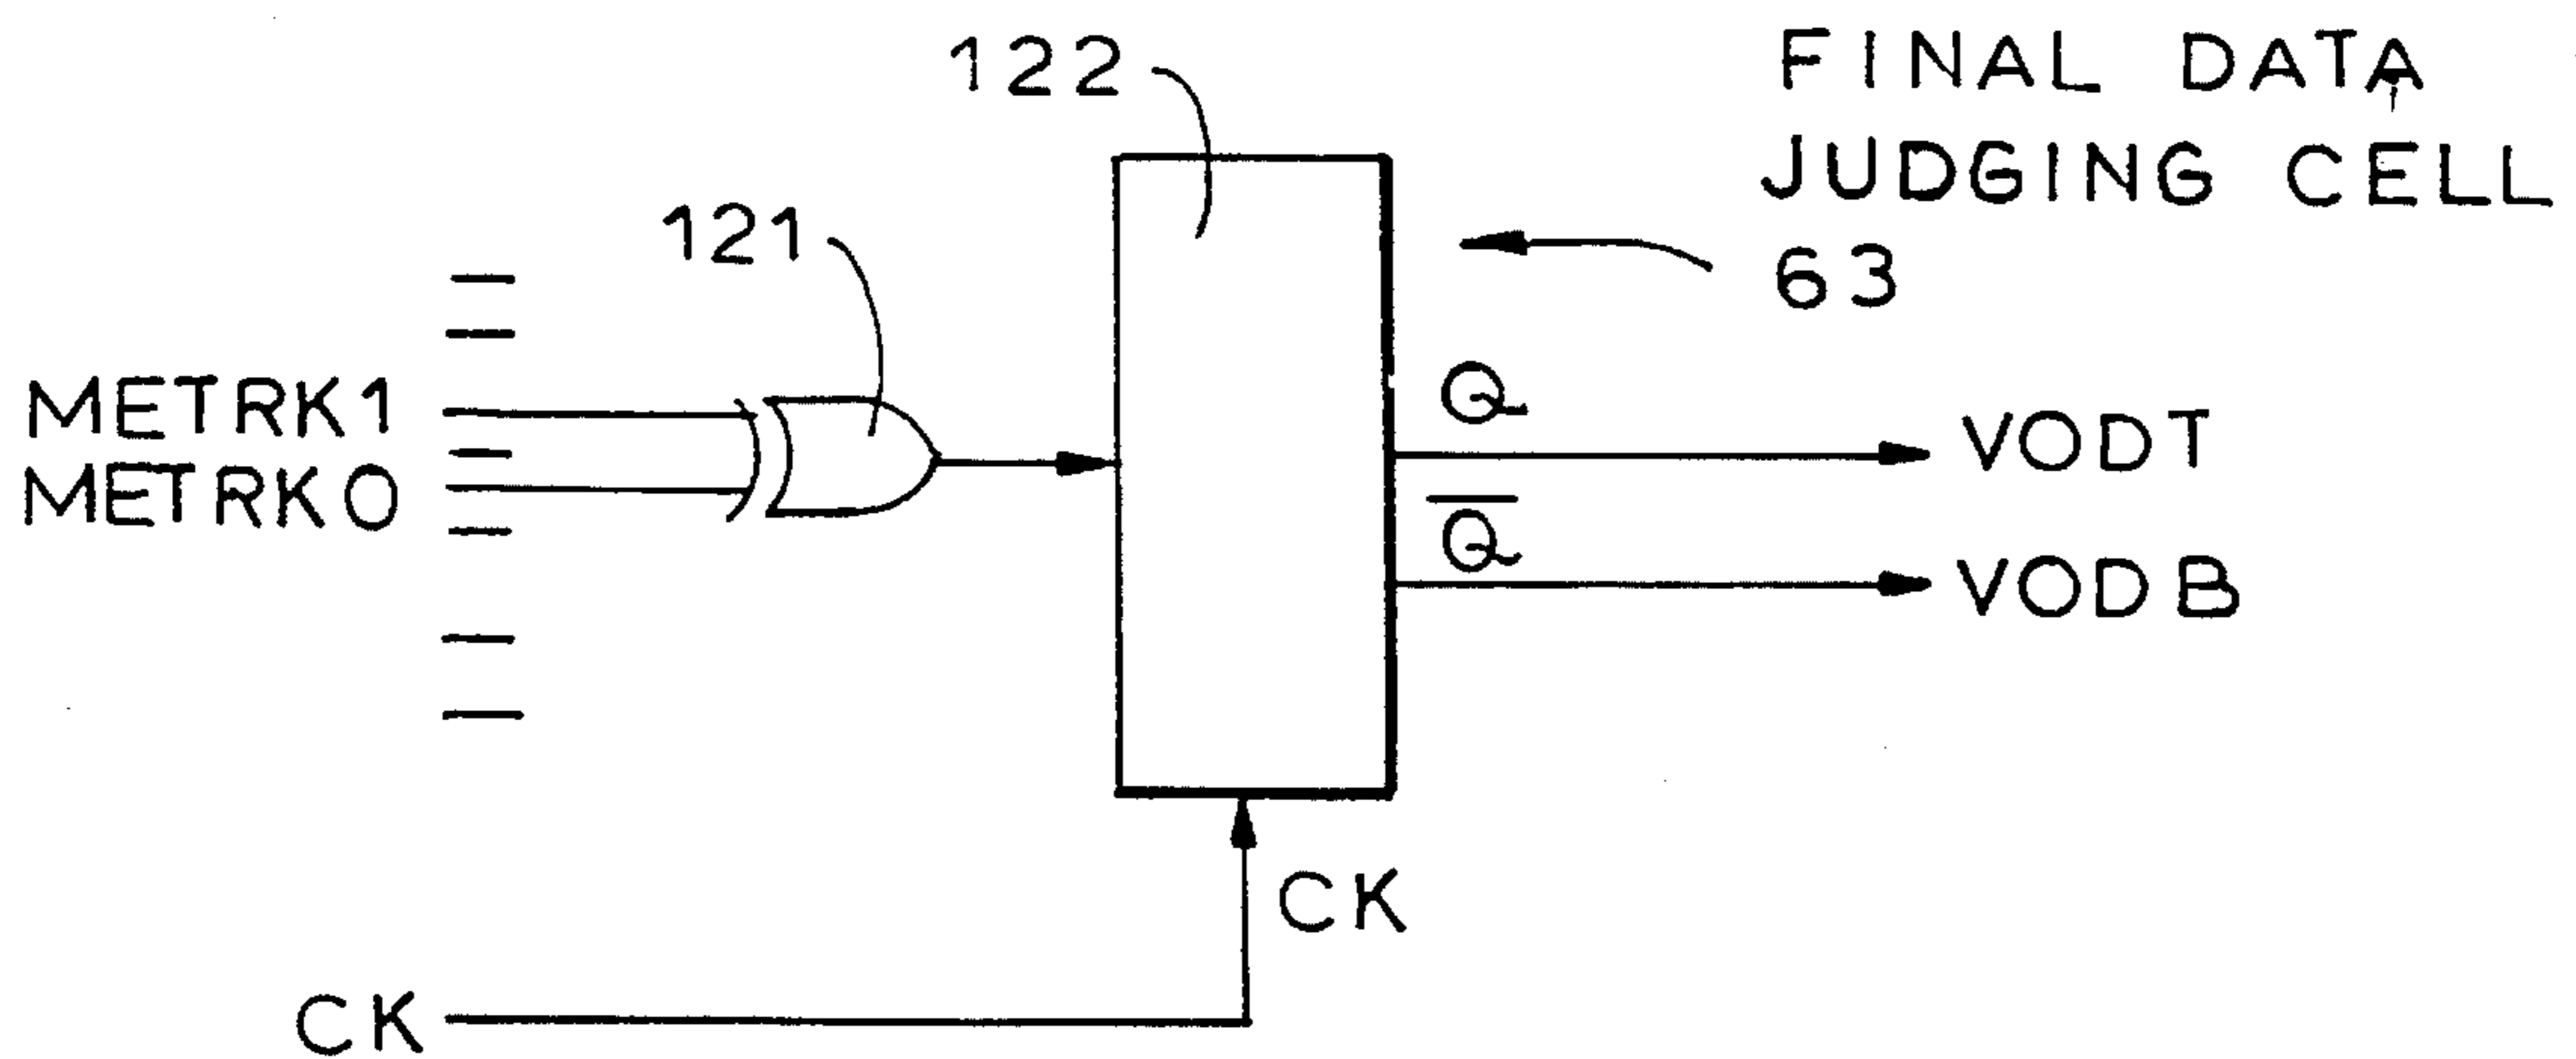 122
FINAL DATA
JUDGING CELL
63
121
METRK1
METRK0
Q
VODT
Q̅
VODB
CK
CK